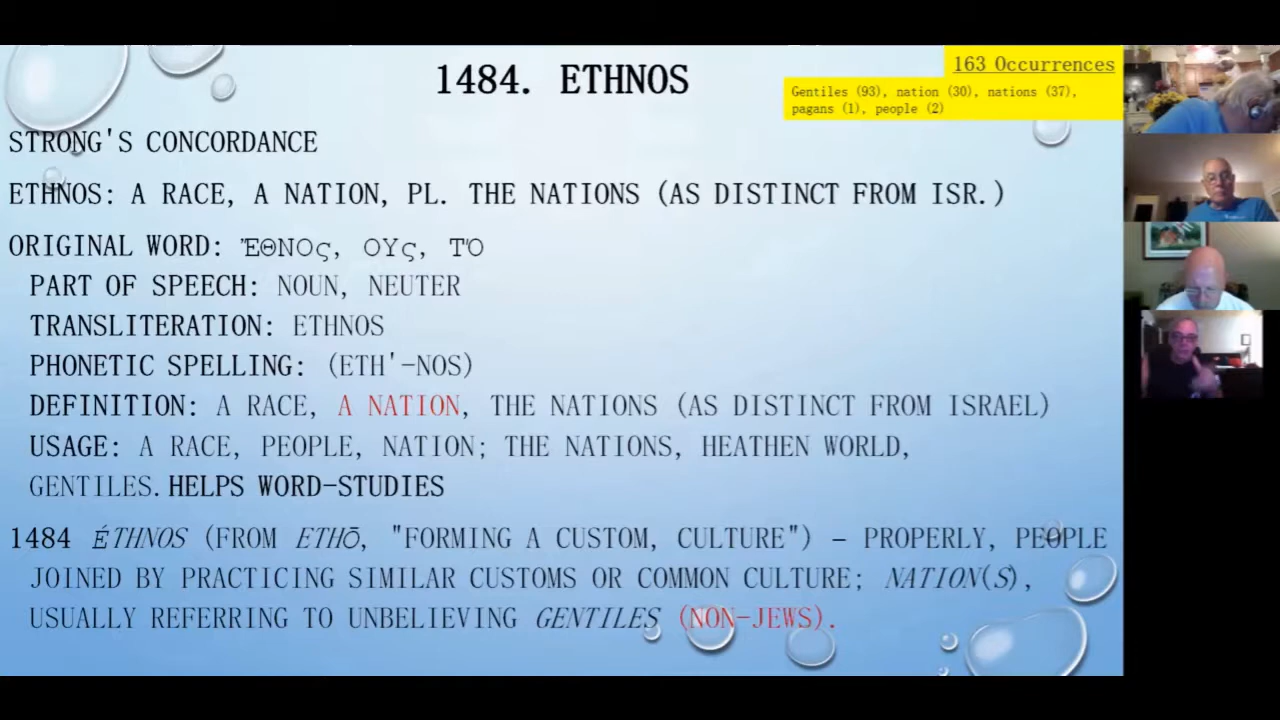 1484. ETHNOS
163 Occurrences
Gentiles (93), nation (30), nations (37),
pagans (1), people (2)
STRONG'S CONCORDANCE
ETHNOS: A RACE, A NATION, PL. THE NATIONS (AS DISTINCT FROM ISR.)
ORIGINAL WORD: ἜΘΝΟς, ΟΥς, ΤΌ
PART OF SPEECH: NOUN, NEUTER
TRANSLITERATION: ETHNOS
PHONETIC SPELLING: (ETH'-NOS)
DEFINITION: A RACE, A NATION, THE NATIONS (AS DISTINCT FROM ISRAEL)
USAGE: A RACE, PEOPLE, NATION; THE NATIONS, HEATHEN WORLD,
GENTILES. HELPS WORD-STUDIES
1484 ÉTHNOS (FROM ETHŌ, "FORMING A CUSTOM, CULTURE") – PROPERLY, PEOPLE
JOINED BY PRACTICING SIMILAR CUSTOMS OR COMMON CULTURE; NATION(S),
USUALLY REFERRING TO UNBELIEVING GENTILES (NON-JEWS).